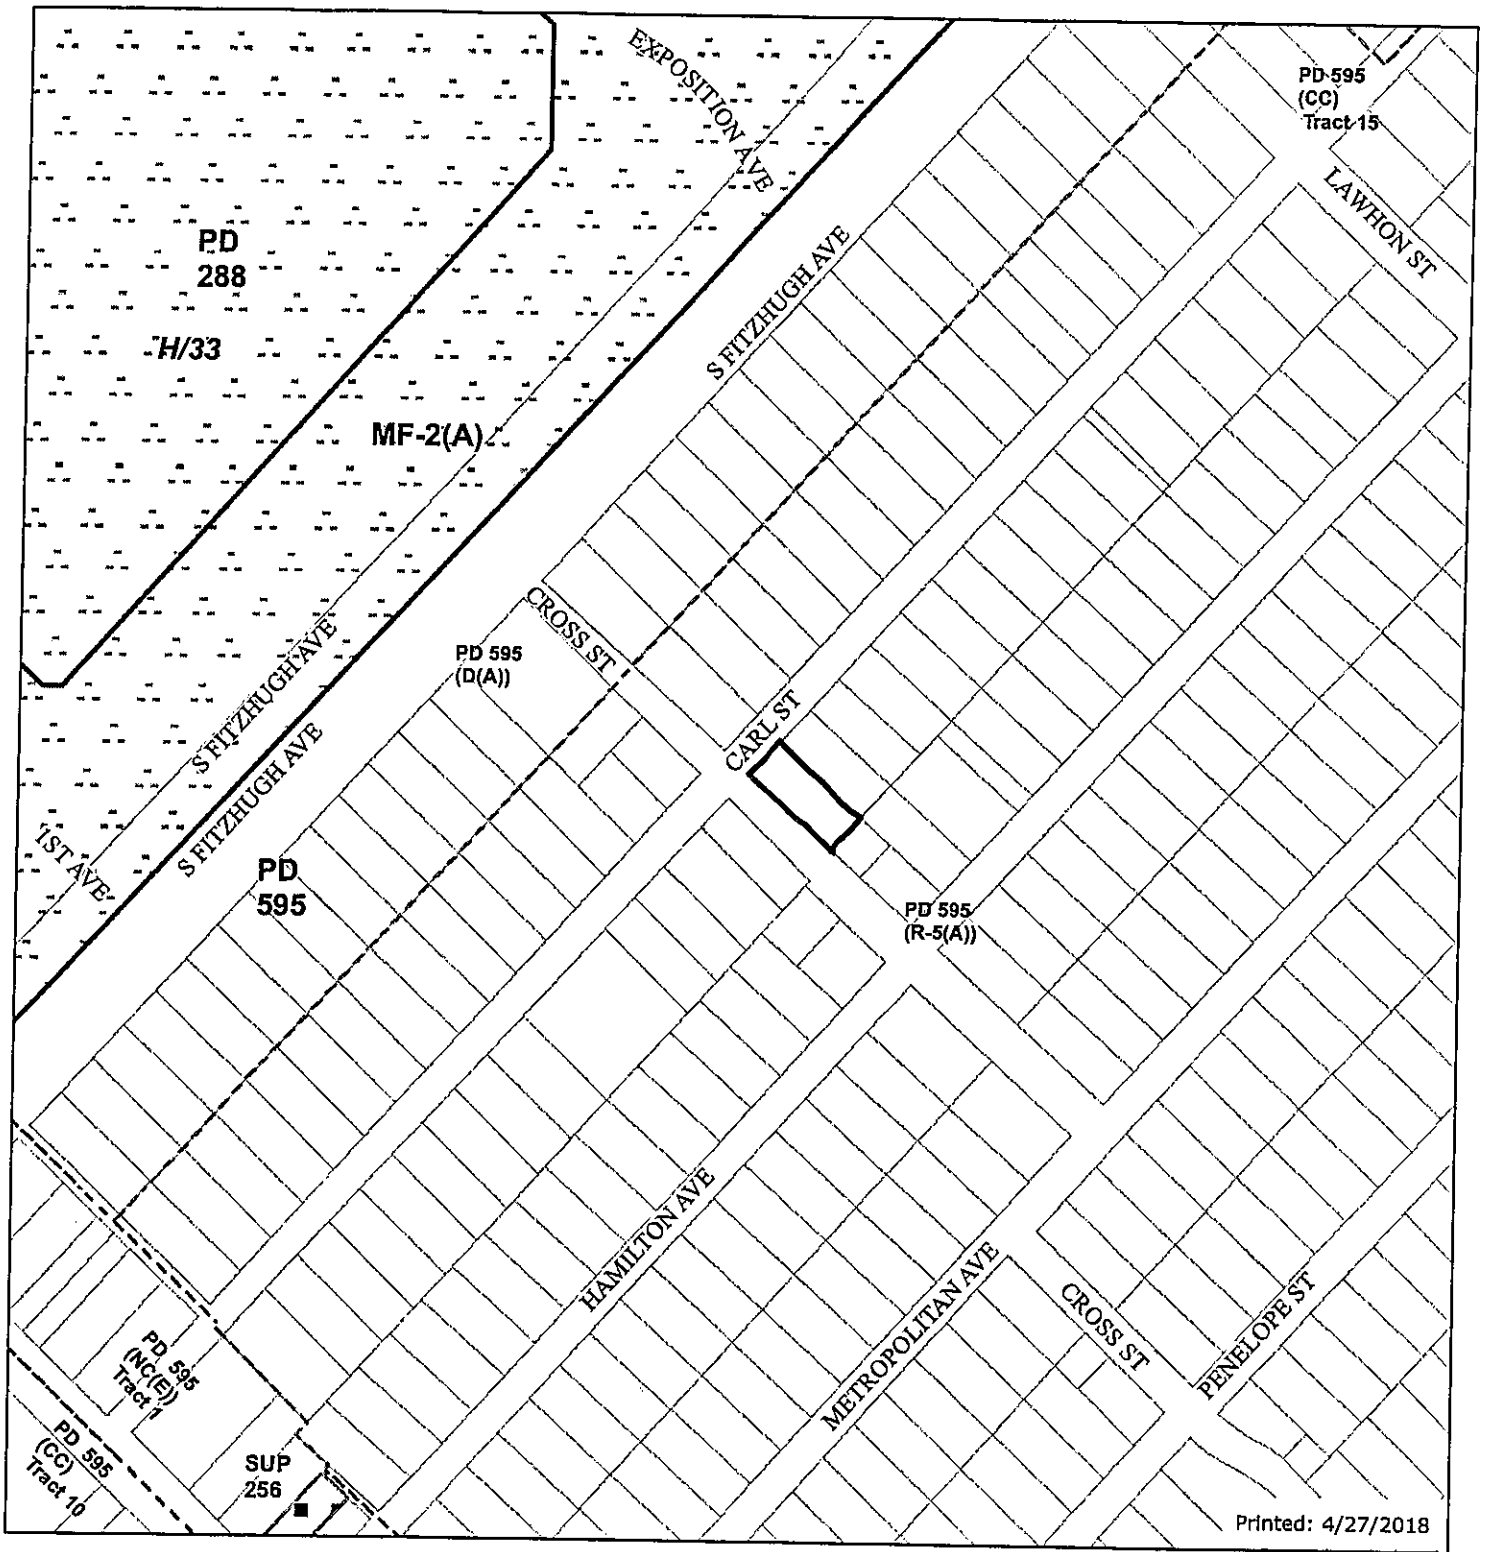 EXPOSITION AVE
PD 595
(CC)
Tract 15
LAWHON ST
PD
288
S FITZHUGH AVE
H/33
MF-2(A)
CROSS ST
PD 595
(D(A))
S FITZHUGH AVE
CARL ST
S FITZHUGH AVE
1ST AVE
PD
595
PD 595
(R-5(A))
HAMILTON AVE
METROPOLITAN AVE
CROSS ST
PENELOPE ST
PD 595
(NC(E))
Tract 1
PD 595
(CC)
Tract 10
SUP
256
Printed: 4/27/2018